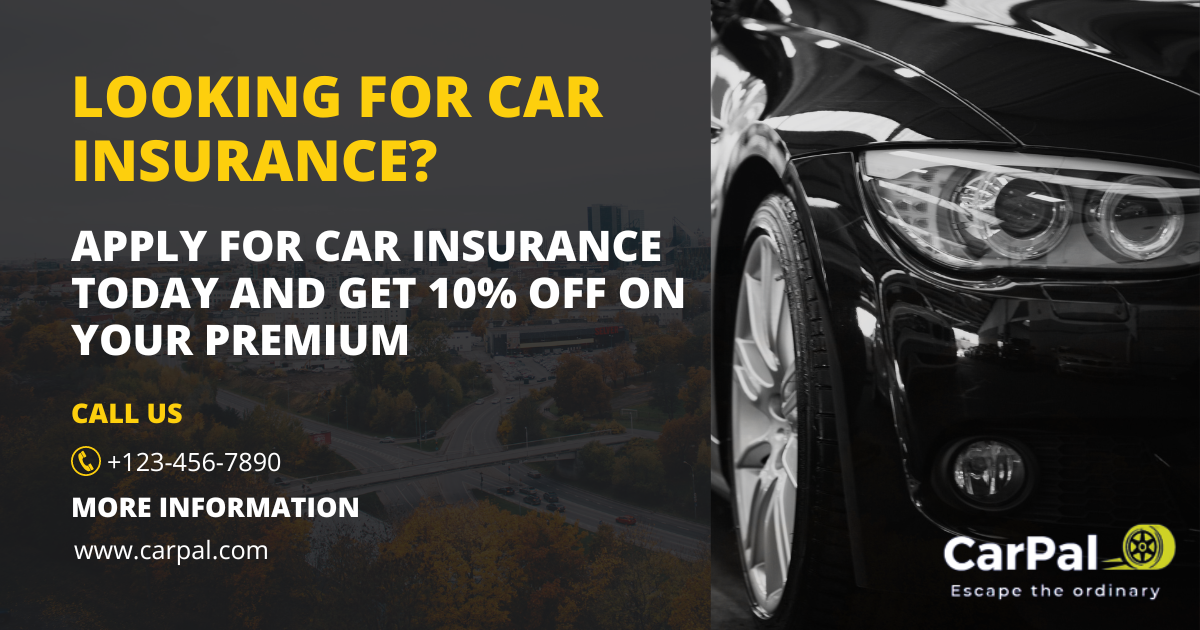 LOOKING FOR CAR
INSURANCE?
APPLY FOR CAR INSURANCE
TODAY AND GET 10% OFF ON
YOUR PREMIUM
CALL US
+123-456-7890
MORE INFORMATION
www.carpal.com
CarPal
Escape the ordinary